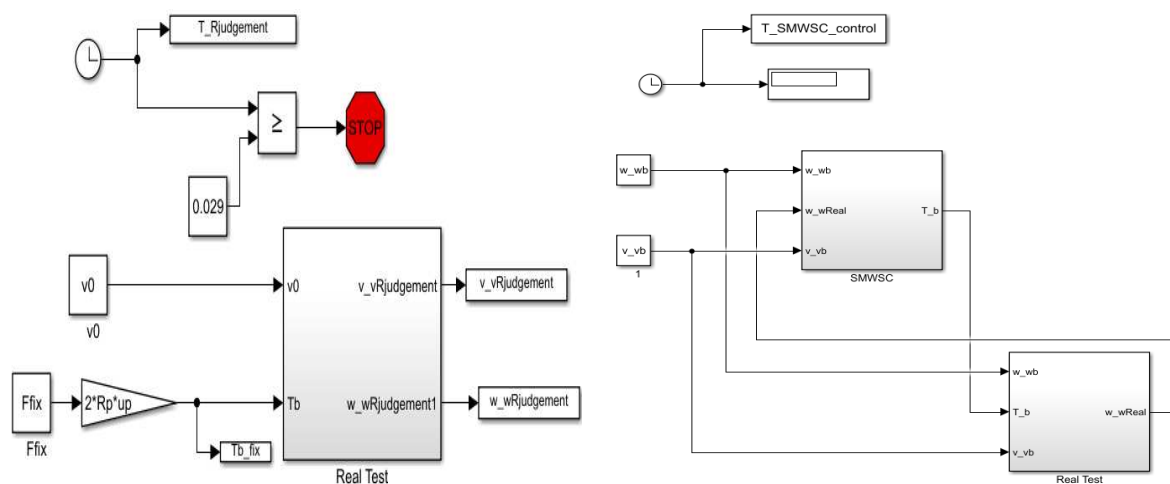 T_Rjudgement
≥
STOP
0.029
v0
v0
v0
v_vRjudgement
v_vRjudgement
Ffix
Ffix
2*Rp*up
Tb
w_wRjudgement1
w_wRjudgement
Tb_fix
Real Test
T_SMWSC_control
w_wb
w_wb
w_wReal
T_b
v_vb
1
v_vb
SMWSC
w_wb
T_b
w_wReal
v_vb
Real Test